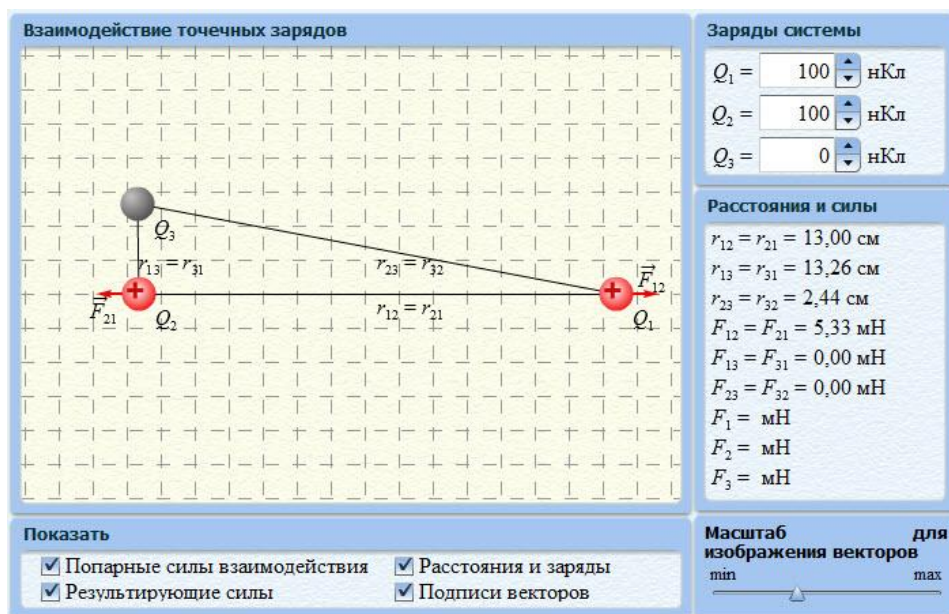 Взаимодействие точечных зарядов
Q₃
r₁₃ = r₃₁
r₂₃ = r₃₂
F⃗₁₂
F⃗₂₁
Q₂
r₁₂ = r₂₁
Q₁
Заряды системы
Q₁ = 100 нКл
Q₂ = 100 нКл
Q₃ = 0 нКл
Расстояния и силы
r₁₂ = r₂₁ = 13,00 см
r₁₃ = r₃₁ = 13,26 см
r₂₃ = r₃₂ = 2,44 см
F₁₂ = F₂₁ = 5,33 мН
F₁₃ = F₃₁ = 0,00 мН
F₂₃ = F₃₂ = 0,00 мН
F₁ = мН
F₂ = мН
F₃ = мН
Показать
Попарные силы взаимодействия
Расстояния и заряды
Результирующие силы
Подписи векторов
Масштаб для
изображения векторов
min max